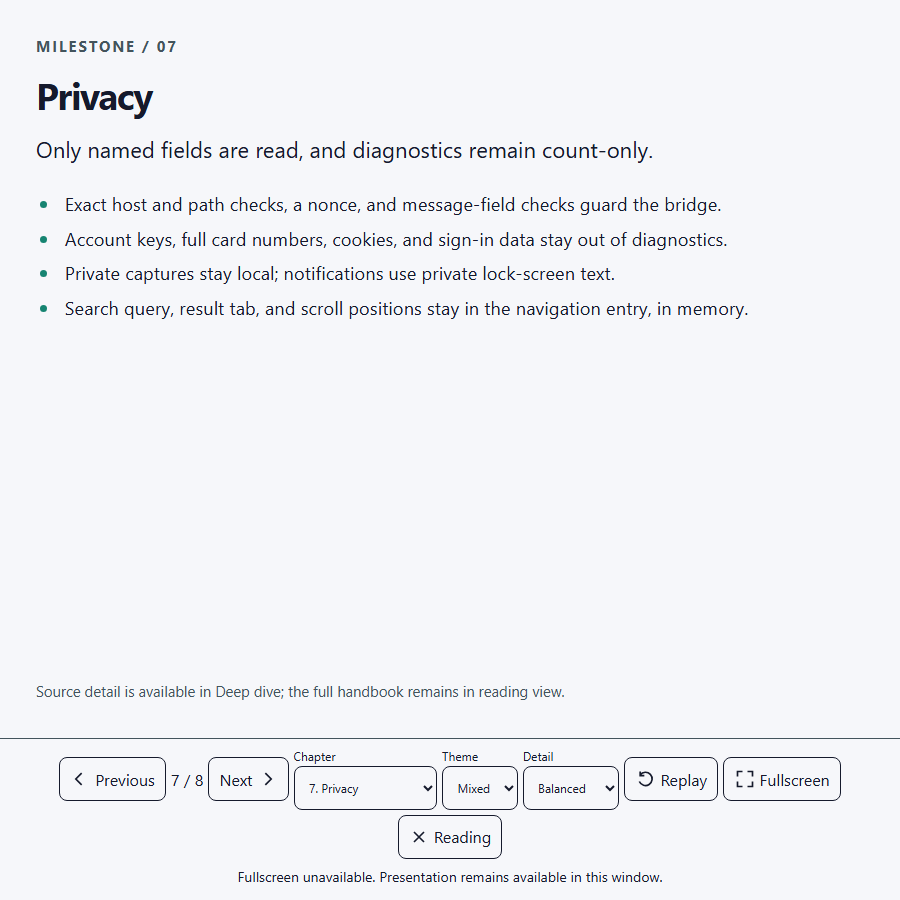 MILESTONE / 07
Privacy
Only named fields are read, and diagnostics remain count-only.
Exact host and path checks, a nonce, and message-field checks guard the bridge.
Account keys, full card numbers, cookies, and sign-in data stay out of diagnostics.
Private captures stay local; notifications use private lock-screen text.
Search query, result tab, and scroll positions stay in the navigation entry, in memory.
Source detail is available in Deep dive; the full handbook remains in reading view.
Chapter Theme Detail
Previous 7 / 8 Next 7. Privacy Mixed Balanced Replay Fullscreen
Reading
Fullscreen unavailable. Presentation remains available in this window.